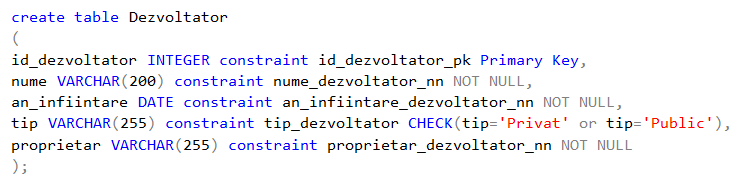 create table Dezvoltator
(
id_dezvoltator INTEGER constraint id_dezvoltator_pk Primary Key,
nume VARCHAR(200) constraint nume_dezvoltator_nn NOT NULL,
an_infiintare DATE constraint an_infiintare_dezvoltator_nn NOT NULL,
tip VARCHAR(255) constraint tip_dezvoltator CHECK(tip='Privat' or tip='Public'),
proprietar VARCHAR(255) constraint proprietar_dezvoltator_nn NOT NULL
);